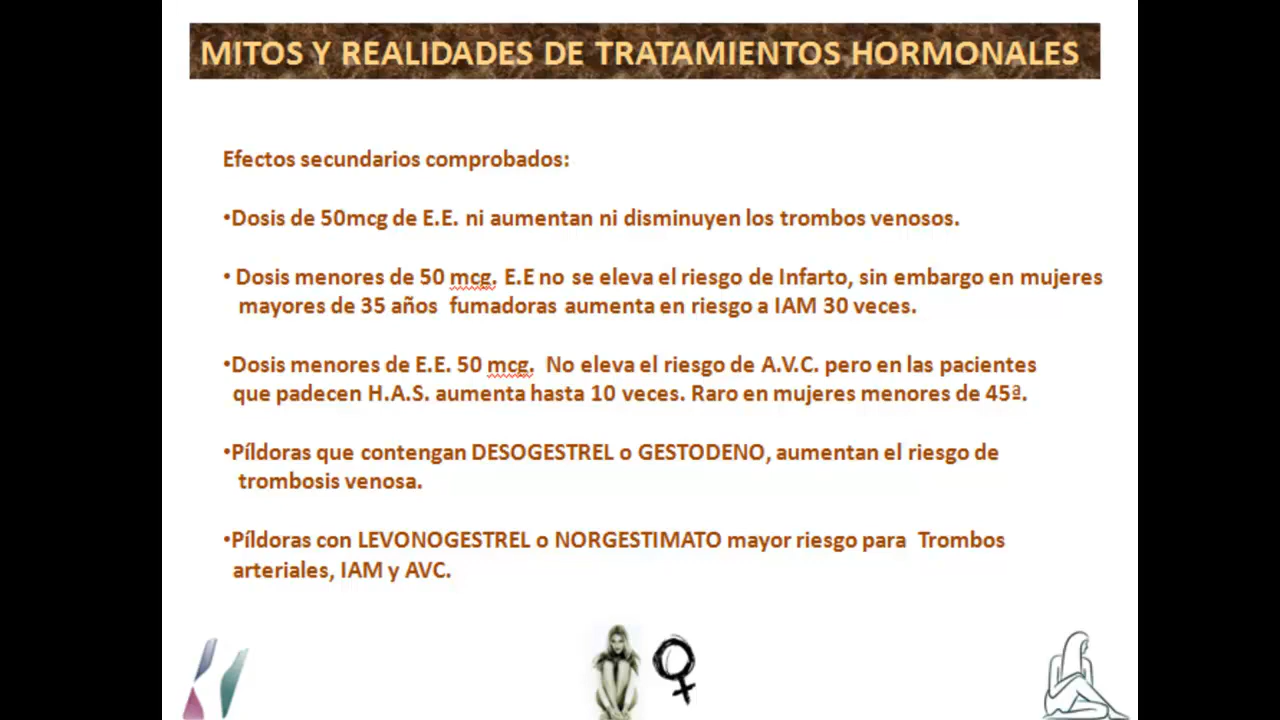 MITOS Y REALIDADES DE TRATAMIENTOS HORMONALES
Efectos secundarios comprobados:
•Dosis de 50mcg de E.E. ni aumentan ni disminuyen los trombos venosos.
• Dosis menores de 50 mcg. E.E no se eleva el riesgo de Infarto, sin embargo en mujeres
mayores de 35 años fumadoras aumenta en riesgo a IAM 30 veces.
•Dosis menores de E.E. 50 mcg. No eleva el riesgo de A.V.C. pero en las pacientes
que padecen H.A.S. aumenta hasta 10 veces. Raro en mujeres menores de 45ª.
•Píldoras que contengan DESOGESTREL o GESTODENO, aumentan el riesgo de
trombosis venosa.
•Píldoras con LEVONOGESTREL o NORGESTIMATO mayor riesgo para Trombos
arteriales, IAM y AVC.